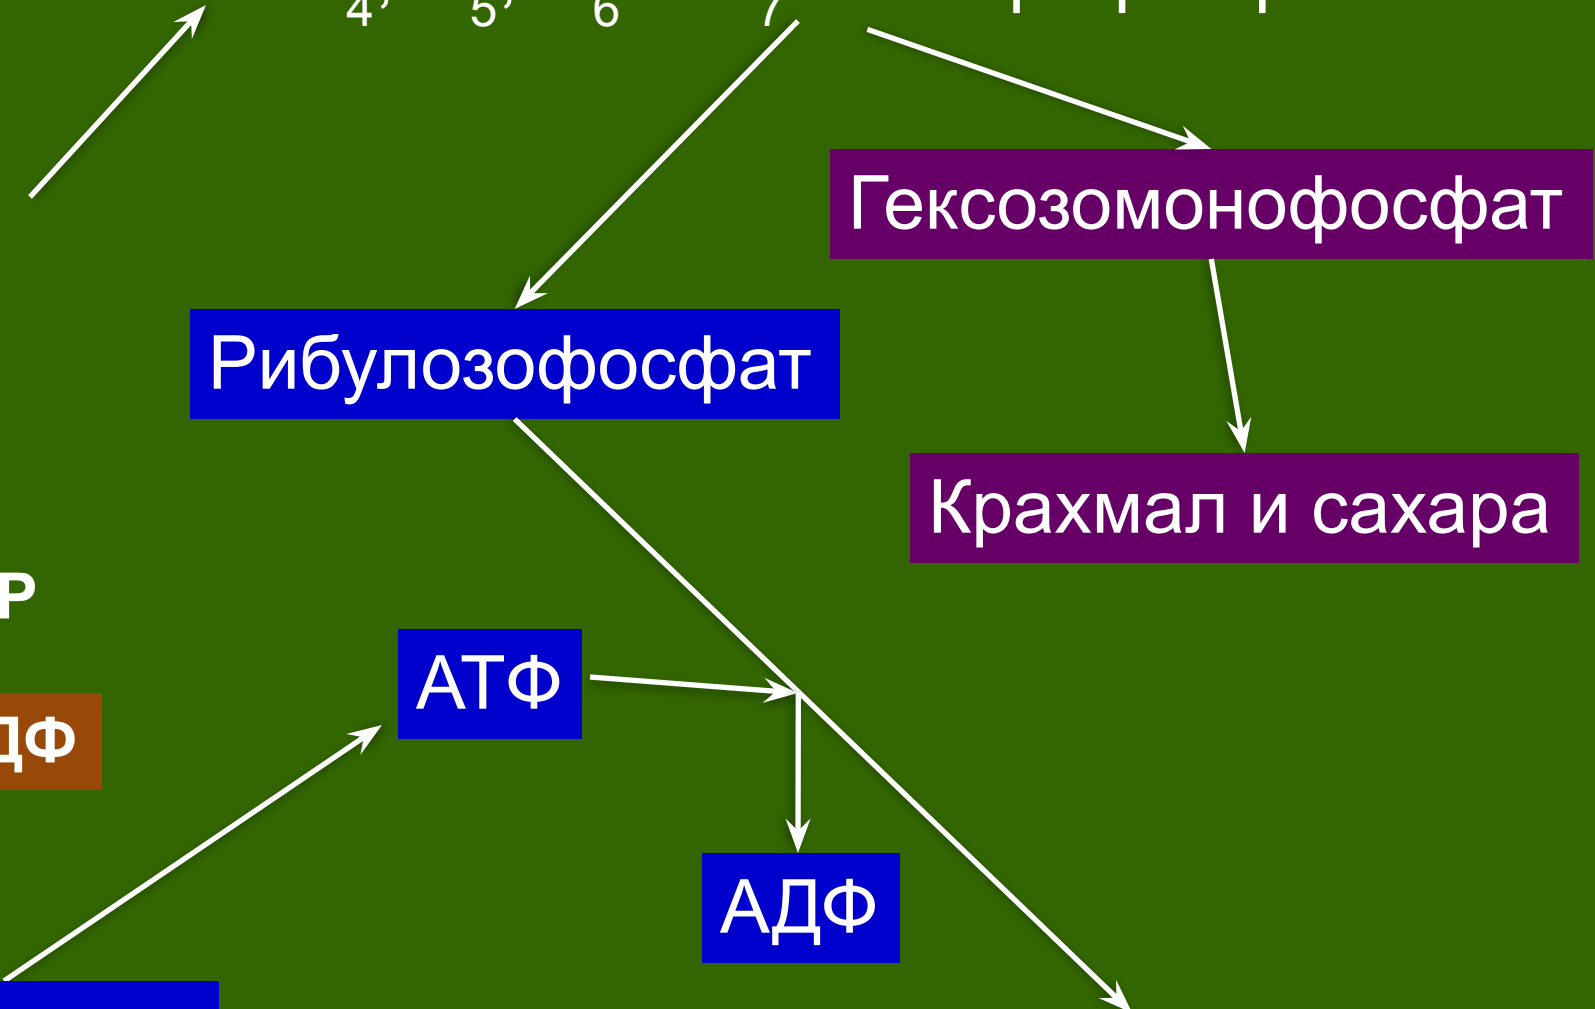 4, 5, 6 7
Гексозомонофосфат
Рибулозофосфат
Крахмал и сахара
Р
АТФ
ДФ
АДФ